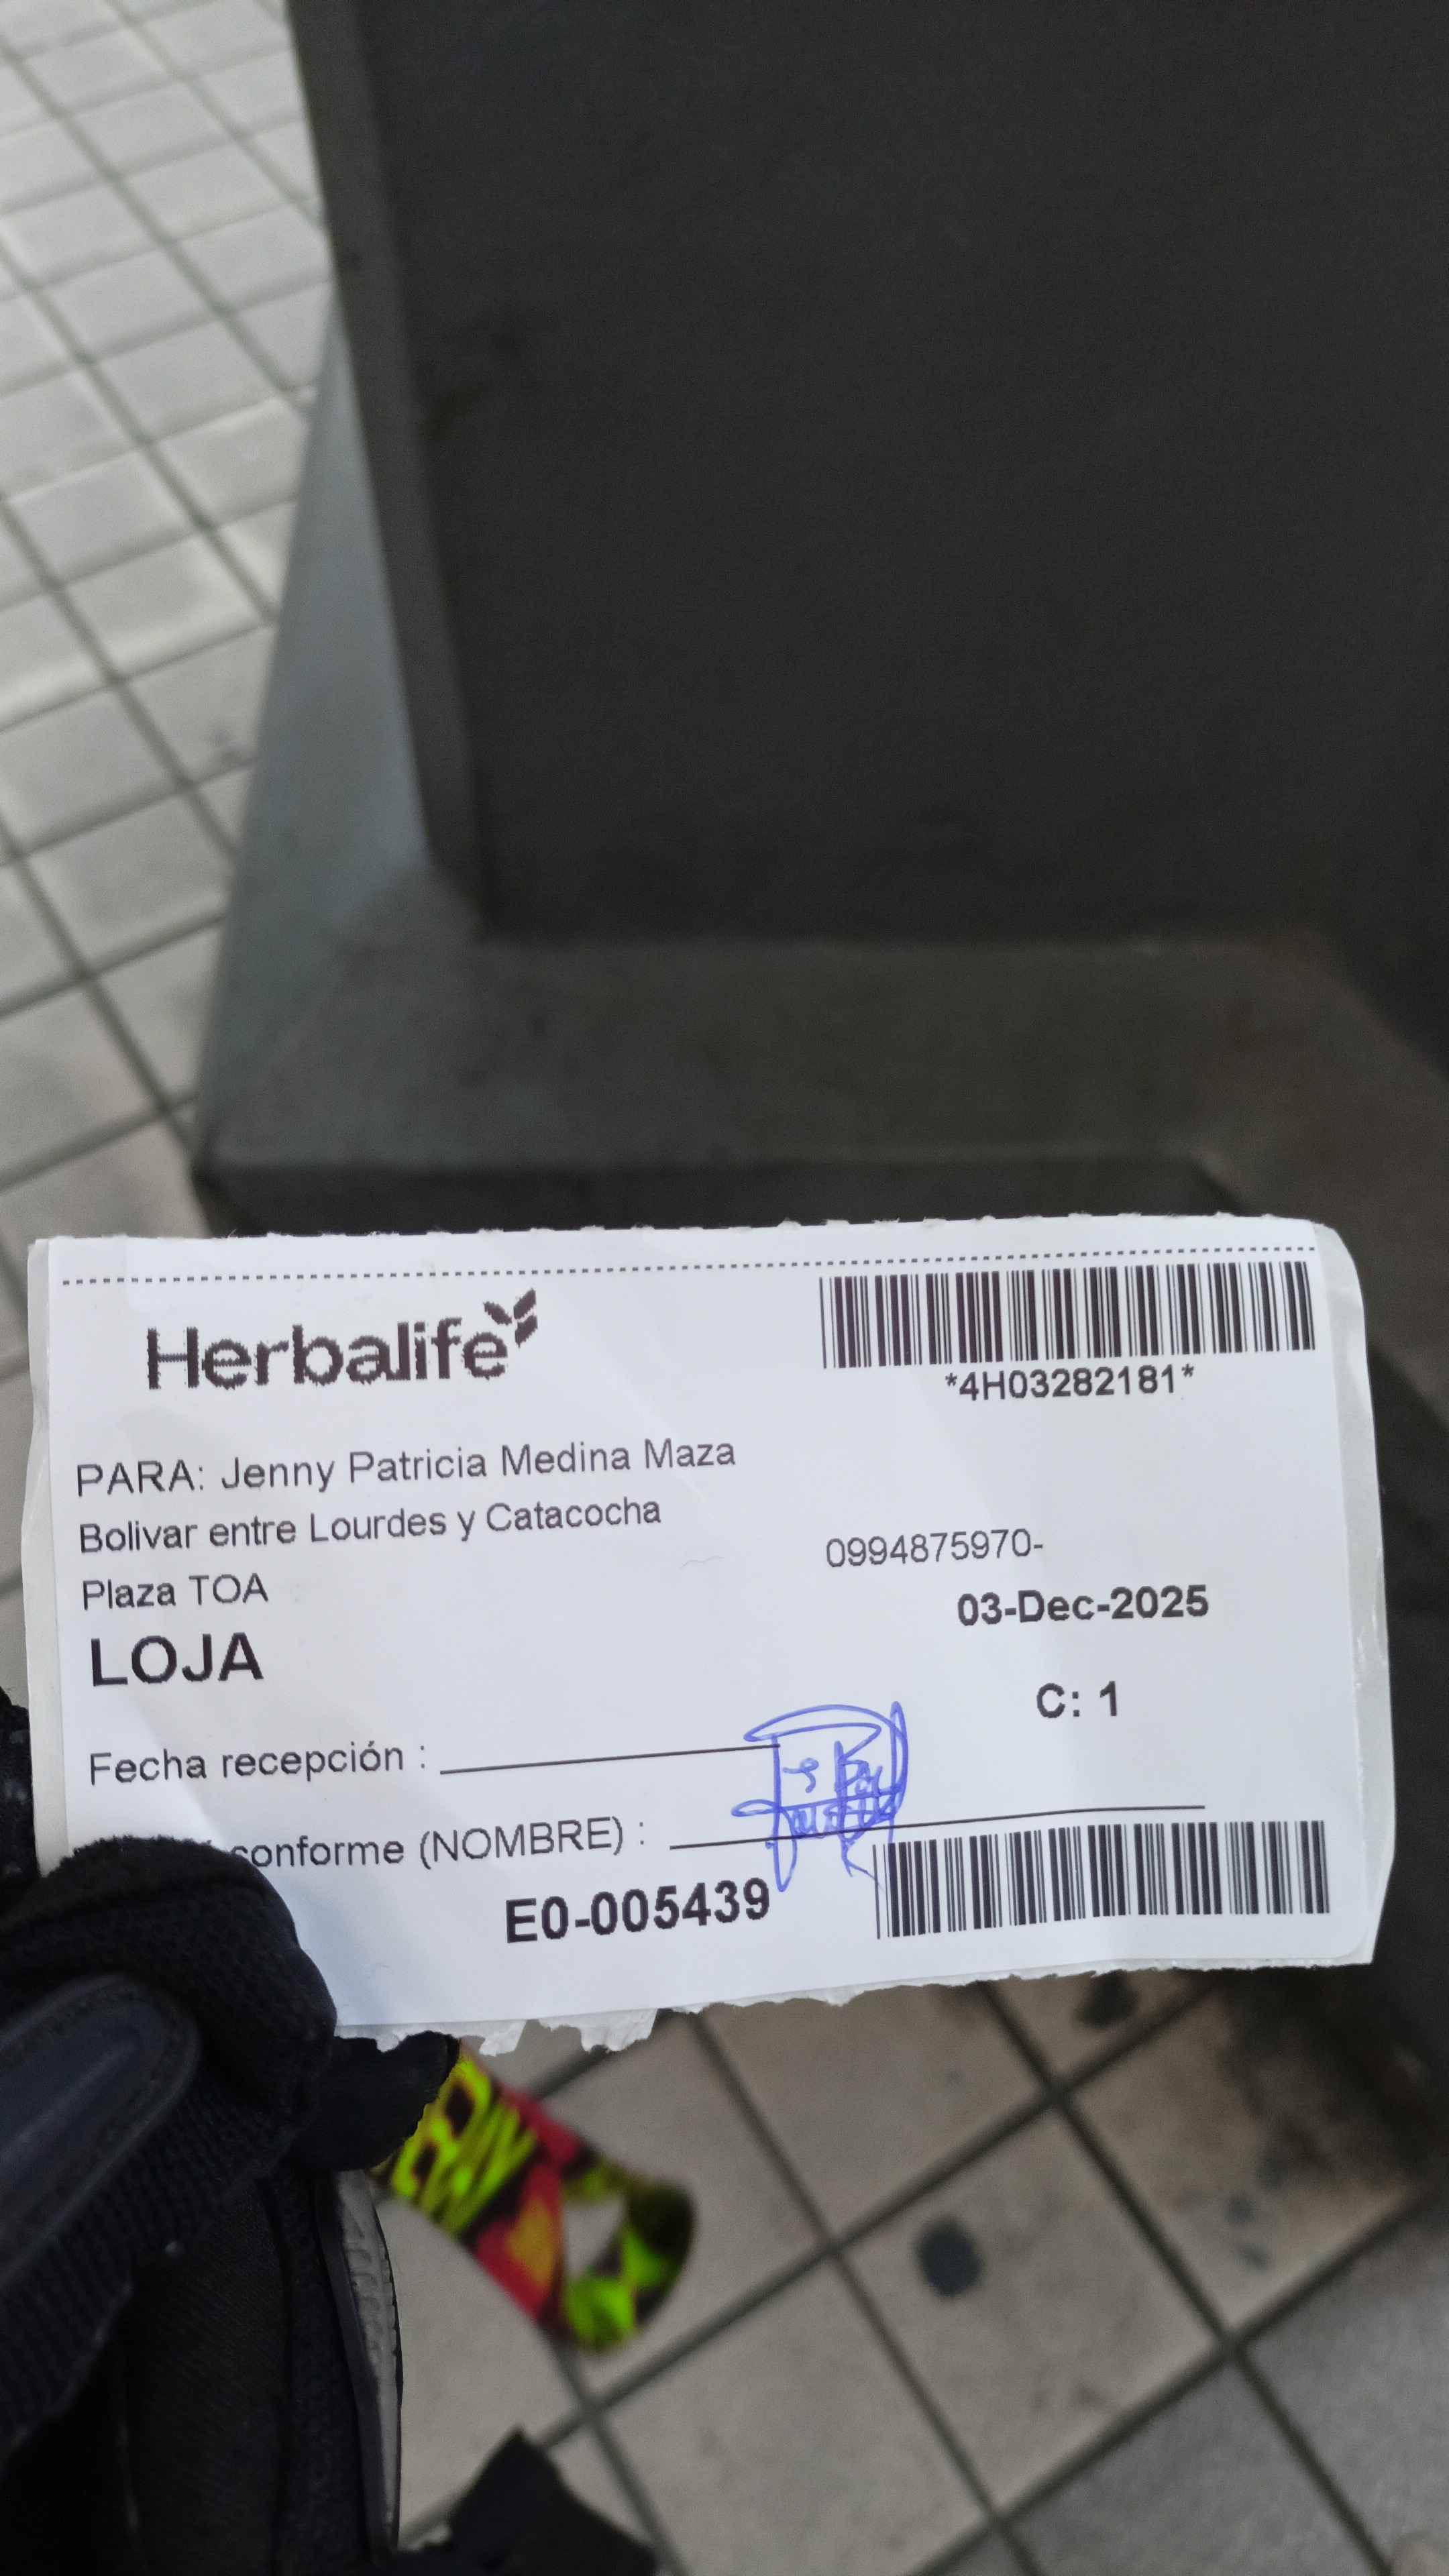 Herbalife
*4H03282181*
PARA: Jenny Patricia Medina Maza
Bolivar entre Lourdes y Catacocha
0994875970-
Plaza TOA
03-Dec-2025
LOJA
C: 1
Fecha recepción :
conforme (NOMBRE) :
E0-005439